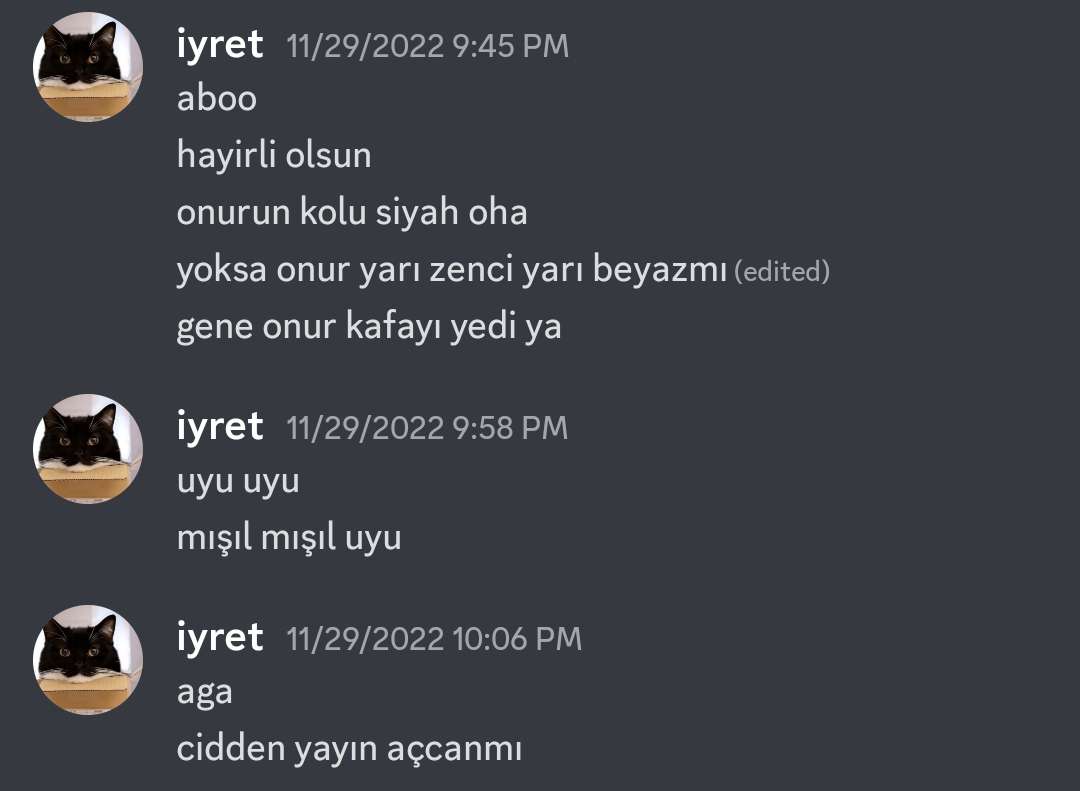 iyret 11/29/2022 9:45 PM
aboo
hayirli olsun
onurun kolu siyah oha
yoksa onur yarı zenci yarı beyazmı (edited)
gene onur kafayı yedi ya
iyret 11/29/2022 9:58 PM
uyu uyu
mışıl mışıl uyu
iyret 11/29/2022 10:06 PM
aga
cidden yayın açcanmı